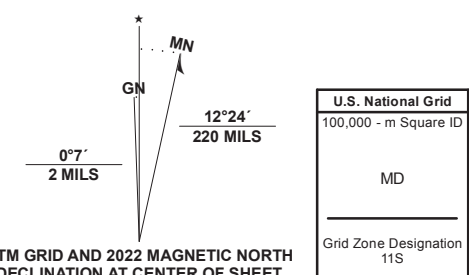 ★
MN
GN
12°24´
220 MILS
0°7´
2 MILS
TM GRID AND 2022 MAGNETIC NORTH
DECLINATION AT CENTER OF SHEET
U.S. National Grid
100,000 - m Square ID
MD
Grid Zone Designation
11S